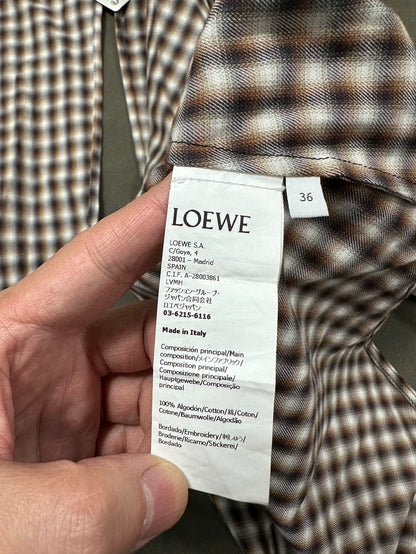 LOEWE
36
LOEWE S.A.
C/Goya, 4
28001 - Madrid
SPAIN
C.I.F. A-28003861
LVMH
ファッション・グループ・
ジャパン合同会社
ロエベジャパン
03-6215-6116
Made in Italy
Composición principal/Main
composition/メインファブリック/
Composition principal/
Composizione principale/
Hauptgewebe/Composição
principal
100% Algodón/Cotton/綿/Coton/
Cotone/Baumwolle/Algodão
Bordado/Embroidery/刺しゅう/
Broderie/Ricamo/Stickerei/
Bordado